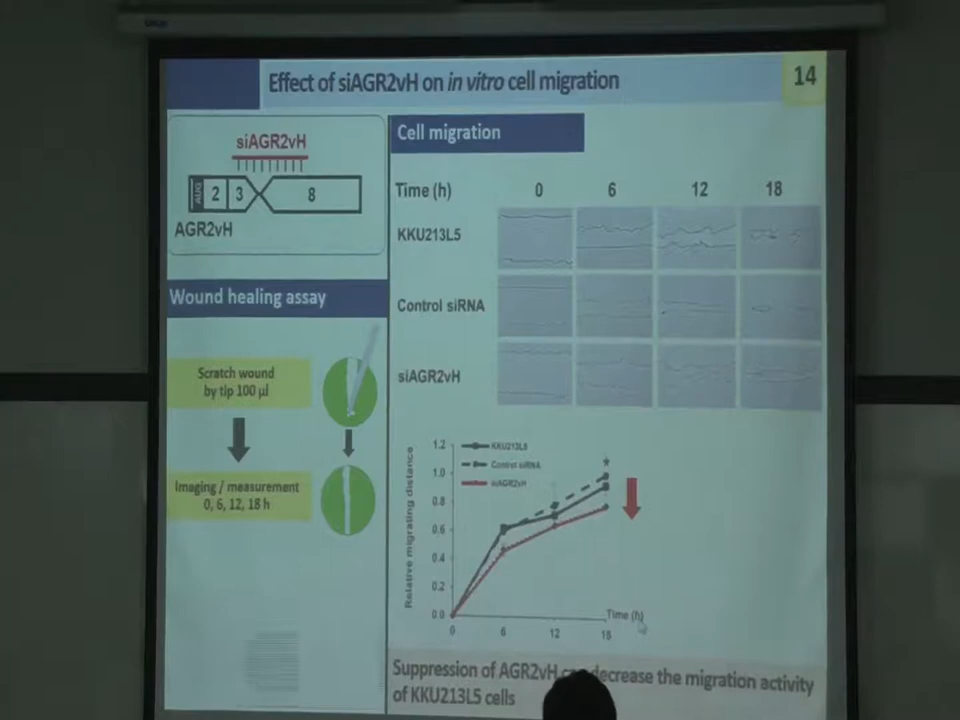 Effect of siAGR2vH on in vitro cell migration
14
siAGR2vH
AUG 2 3 8
AGR2vH
Wound healing assay
Scratch wound
by tip 100 µl
Imaging / measurement
0, 6, 12, 18 h
Cell migration
Time (h) 0 6 12 18
KKU213L5
Control siRNA
siAGR2vH
Relative migrating distance
1.2
1.0
0.8
0.6
0.4
0.2
0.0
KKU213L5
Control siRNA
siAGR2vH
*
Time (h)
0 6 12 18
Suppression of AGR2vH decrease the migration activity
of KKU213L5 cells